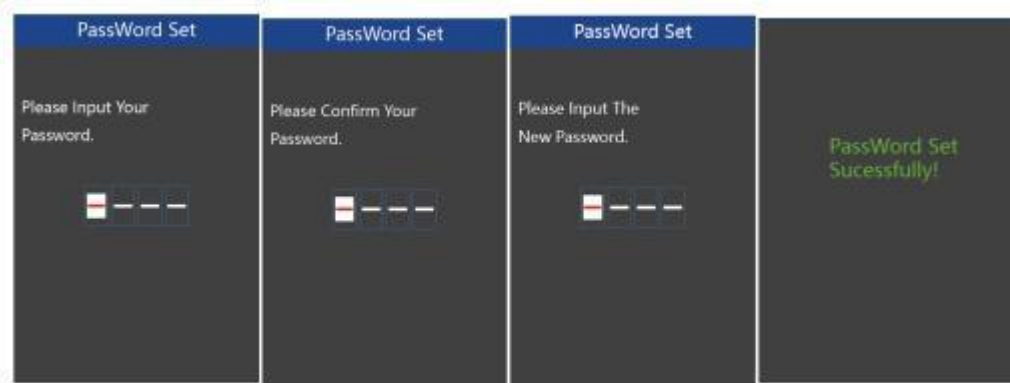 PassWord Set
Please Input Your
Password.
PassWord Set
Please Confirm Your
Password.
PassWord Set
Please Input The
New Password.
PassWord Set
Sucessfully!